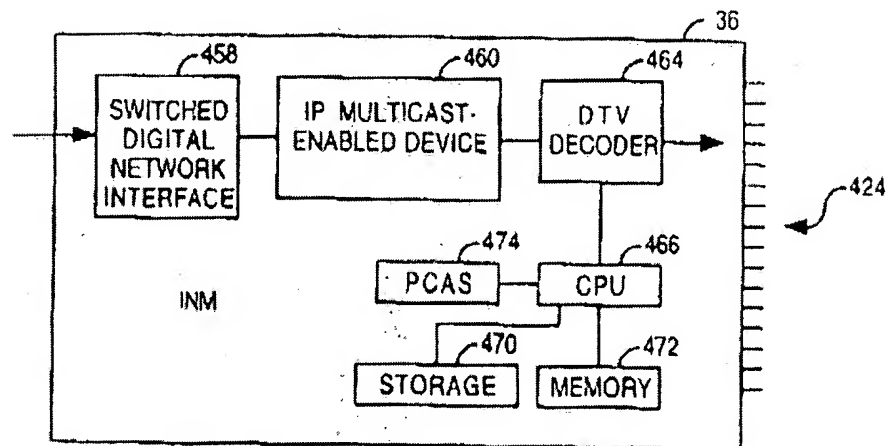 36
458
460
464
SWITCHED
DIGITAL
NETWORK
INTERFACE
IP MULTICAST-
ENABLED DEVICE
DTV
DECODER
424
474
466
PCAS
CPU
INM
470
472
STORAGE
MEMORY